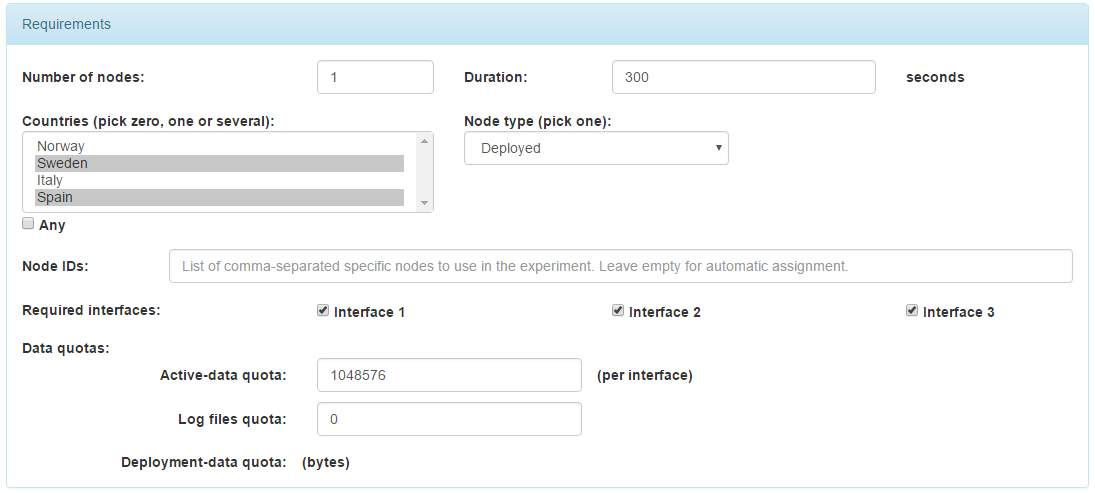 Requirements
Number of nodes: 1 Duration: 300 seconds
Countries (pick zero, one or several): Node type (pick one):
Norway Deployed
Sweden
Italy
Spain
Any
Node IDs: List of comma-separated specific nodes to use in the experiment. Leave empty for automatic assignment.
Required interfaces: Interface 1 Interface 2 Interface 3
Data quotas:
Active-data quota: 1048576 (per interface)
Log files quota: 0
Deployment-data quota: (bytes)